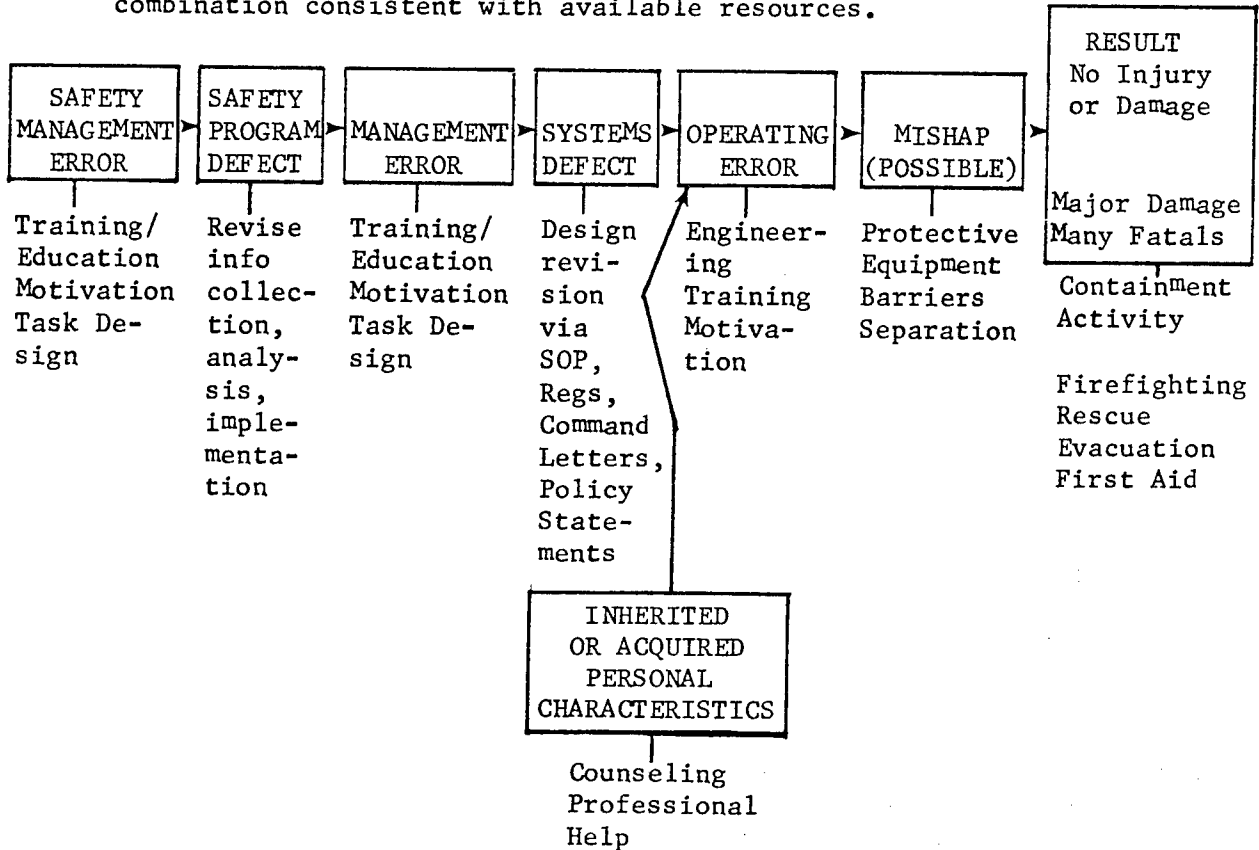 combination consistent with available resources.
SAFETY
MANAGEMENT
ERROR
SAFETY
PROGRAM
DEFECT
MANAGEMENT
ERROR
SYSTEMS
DEFECT
OPERATING
ERROR
MISHAP
(POSSIBLE)
RESULT
No Injury
or Damage
Major Damage
Many Fatals
Training/
Education
Motivation
Task De-
sign
Revise
info
collec-
tion,
analy-
sis,
imple-
menta-
tion
Training/
Education
Motivation
Task De-
sign
Design
revi-
sion
via
SOP,
Regs,
Command
Letters,
Policy
State-
ments
Engineer-
ing
Training
Motiva-
tion
Protective
Equipment
Barriers
Separation
Containment
Activity
Firefighting
Rescue
Evacuation
First Aid
INHERITED
OR ACQUIRED
PERSONAL
CHARACTERISTICS
Counseling
Professional
Help